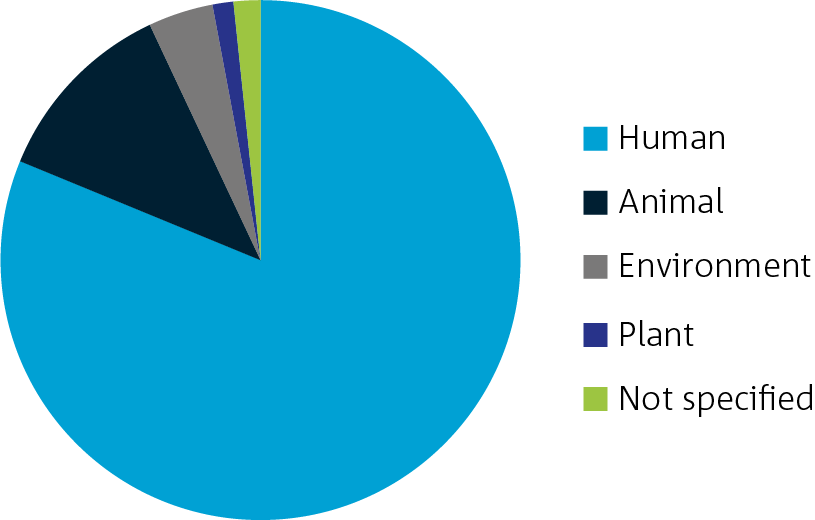 Human
Animal
Environment
Plant
Not specified